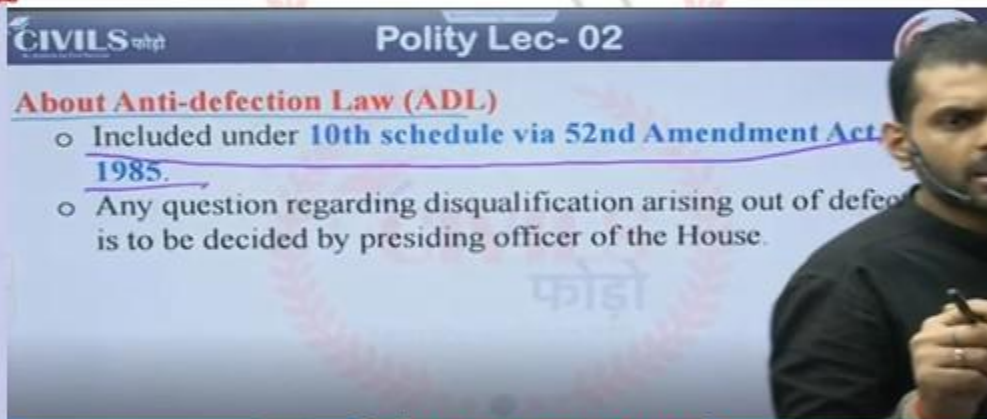 CIVILS फोड़ो
Polity Lec- 02
About Anti-defection Law (ADL)
o Included under 10th schedule via 52nd Amendment Act
1985.
o Any question regarding disqualification arising out of
is to be decided by presiding officer of the House.
फोड़ो